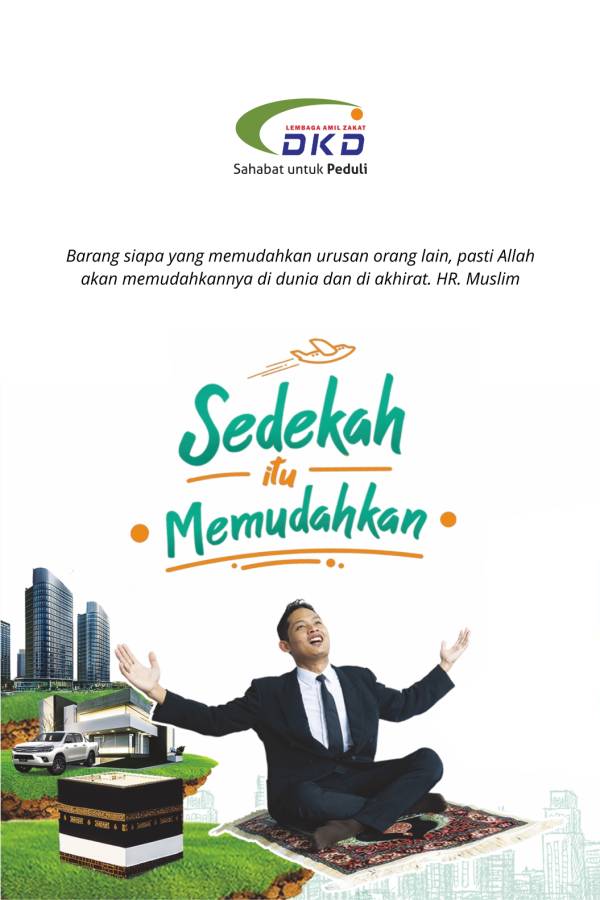 LEMBAGA AMIL ZAKAT
DKD
Sahabat untuk Peduli
Barang siapa yang memudahkan urusan orang lain, pasti Allah
akan memudahkannya di dunia dan di akhirat. HR. Muslim
Sedekah
itu
Memudahkan